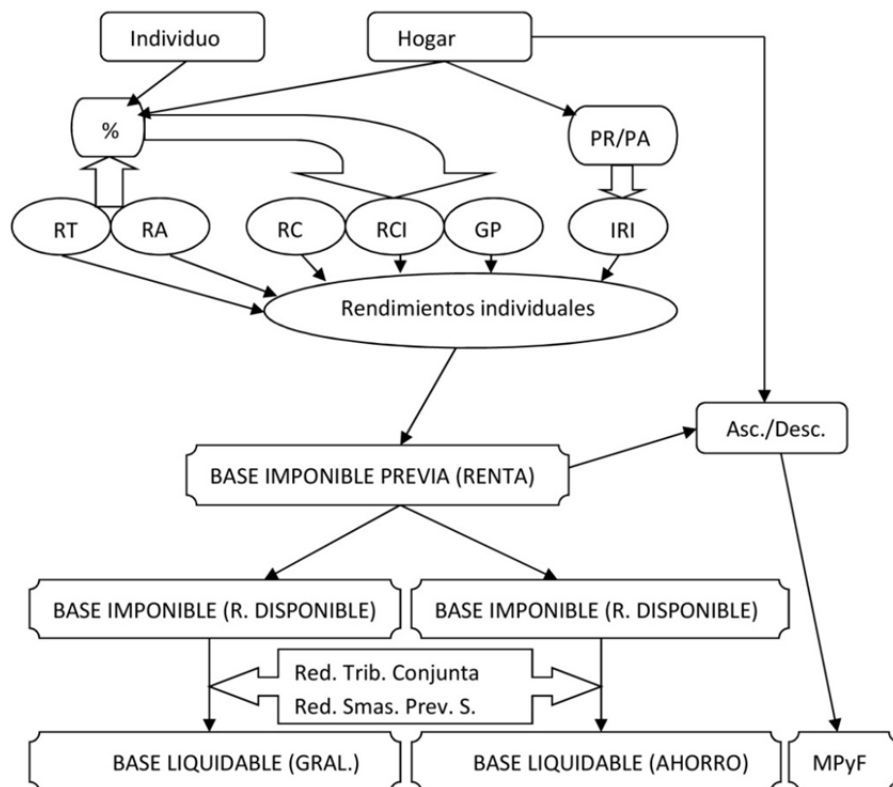 Individuo
Hogar
%
PR/PA
RT
RA
RC
RCI
GP
IRI
Rendimientos individuales
Asc./Desc.
BASE IMPONIBLE PREVIA (RENTA)
BASE IMPONIBLE (R. DISPONIBLE)
BASE IMPONIBLE (R. DISPONIBLE)
Red. Trib. Conjunta
Red. Smas. Prev. S.
BASE LIQUIDABLE (GRAL.)
BASE LIQUIDABLE (AHORRO)
MPyF